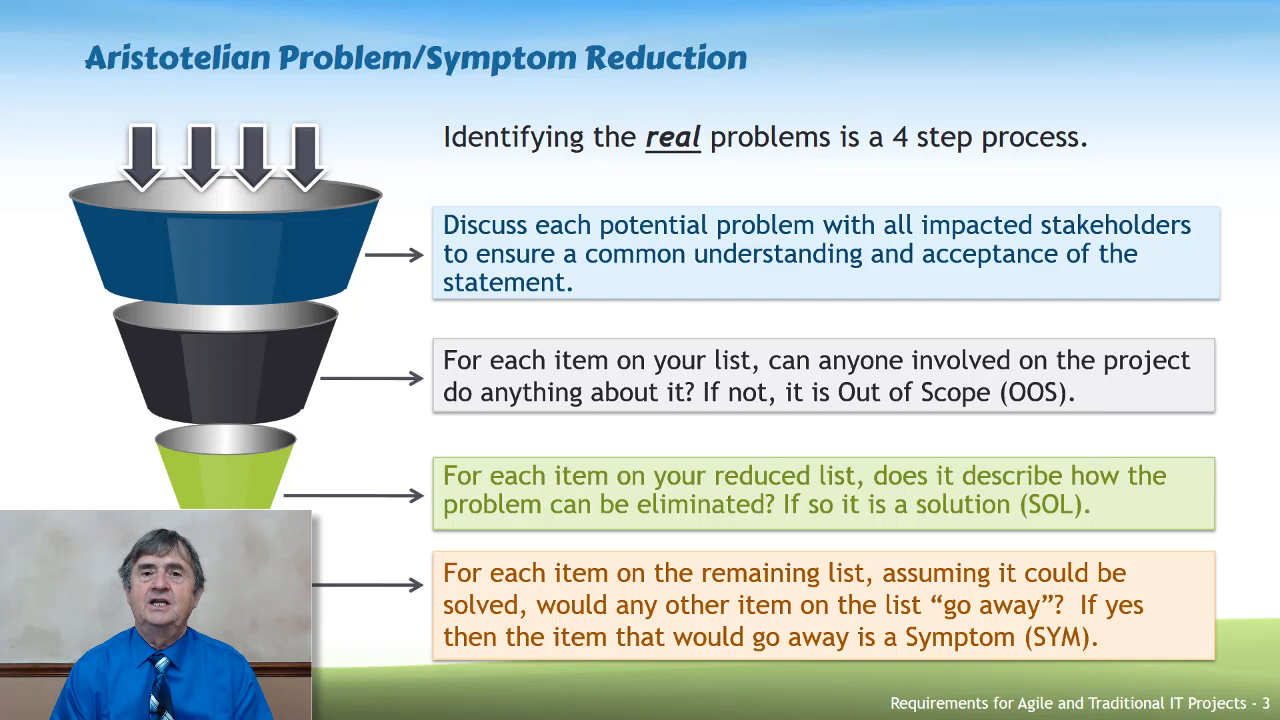 Aristotelian Problem/Symptom Reduction
Identifying the real problems is a 4 step process.
Discuss each potential problem with all impacted stakeholders
to ensure a common understanding and acceptance of the
statement.
For each item on your list, can anyone involved on the project
do anything about it? If not, it is Out of Scope (OOS).
For each item on your reduced list, does it describe how the
problem can be eliminated? If so it is a solution (SOL).
For each item on the remaining list, assuming it could be
solved, would any other item on the list “go away”? If yes
then the item that would go away is a Symptom (SYM).
Requirements for Agile and Traditional IT Projects - 3